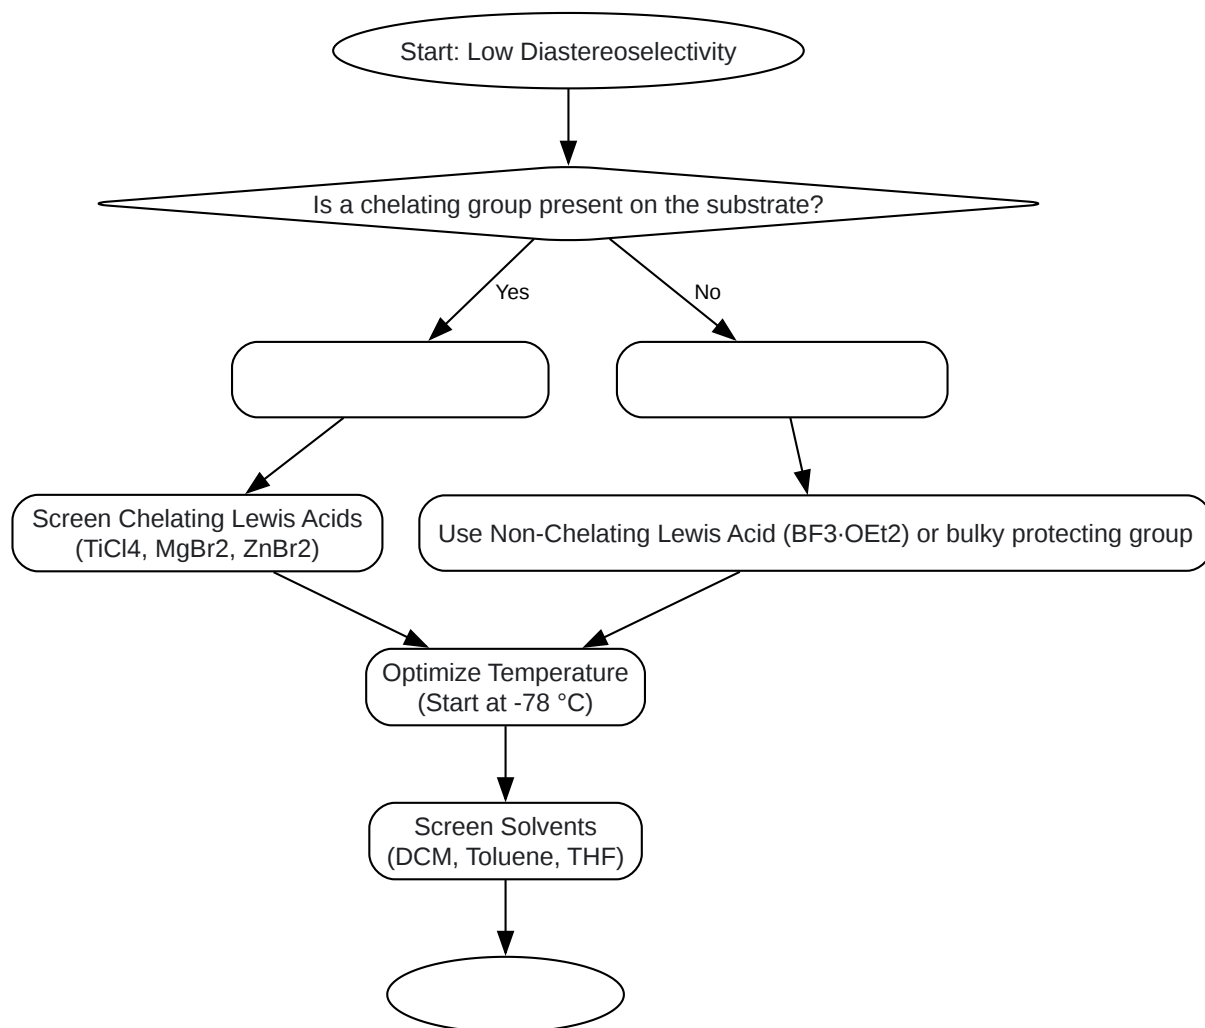 Start: Low Diastereoselectivity
Is a chelating group present on the substrate?
Yes
No
Screen Chelating Lewis Acids
(TiCl4, MgBr2, ZnBr2)
Use Non-Chelating Lewis Acid (BF3·OEt2) or bulky protecting group
Optimize Temperature
(Start at -78 °C)
Screen Solvents
(DCM, Toluene, THF)